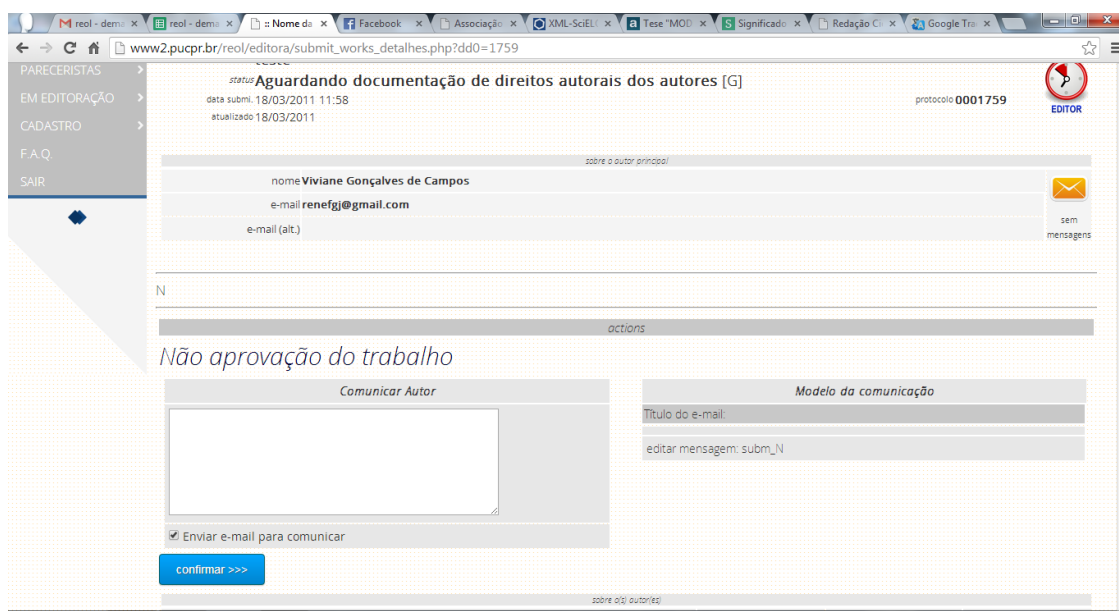 M reol - dema
reol - dema
:: Nome da
Facebook
Associação
XML-SciEL
Tese "MOD
Significado
Redação C
Google Tra
www2.pucpr.br/reol/editora/submit_works_detalhes.php?dd0=1759
PARECERISTAS
EM EDITORAÇÃO
CADASTRO
F.A.Q.
SAIR
teste
status Aguardando documentação de direitos autorais dos autores [G]
data submi. 18/03/2011 11:58
protocolo 0001759
atualizado 18/03/2011
EDITOR
sobre o autor principal
nome Viviane Gonçalves de Campos
e-mail renefgj@gmail.com
e-mail (alt.)
sem
mensagens
N
actions
Não aprovação do trabalho
Comunicar Autor
Modelo da comunicação
Título do e-mail:
editar mensagem: subm_N
Enviar e-mail para comunicar
confirmar >>>
sobre o(s) autor(es)